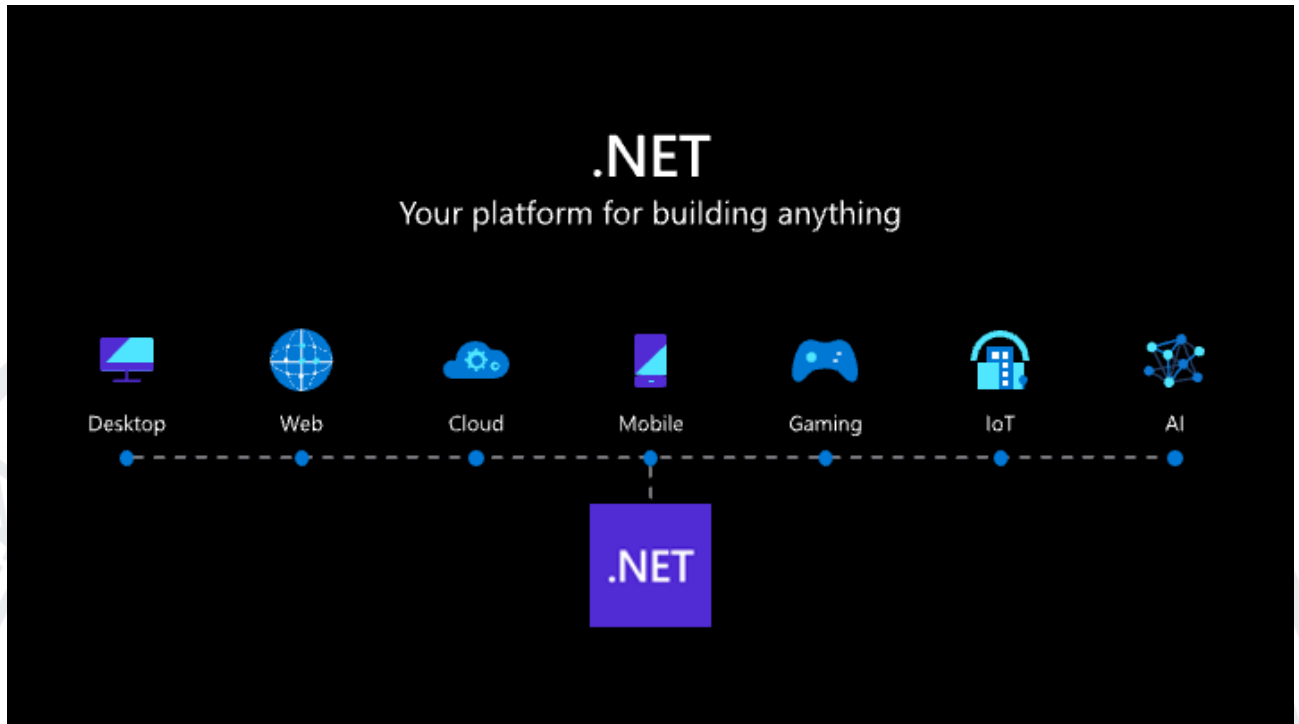 .NET
Your platform for building anything
Desktop Web Cloud Mobile Gaming IoT AI
.NET